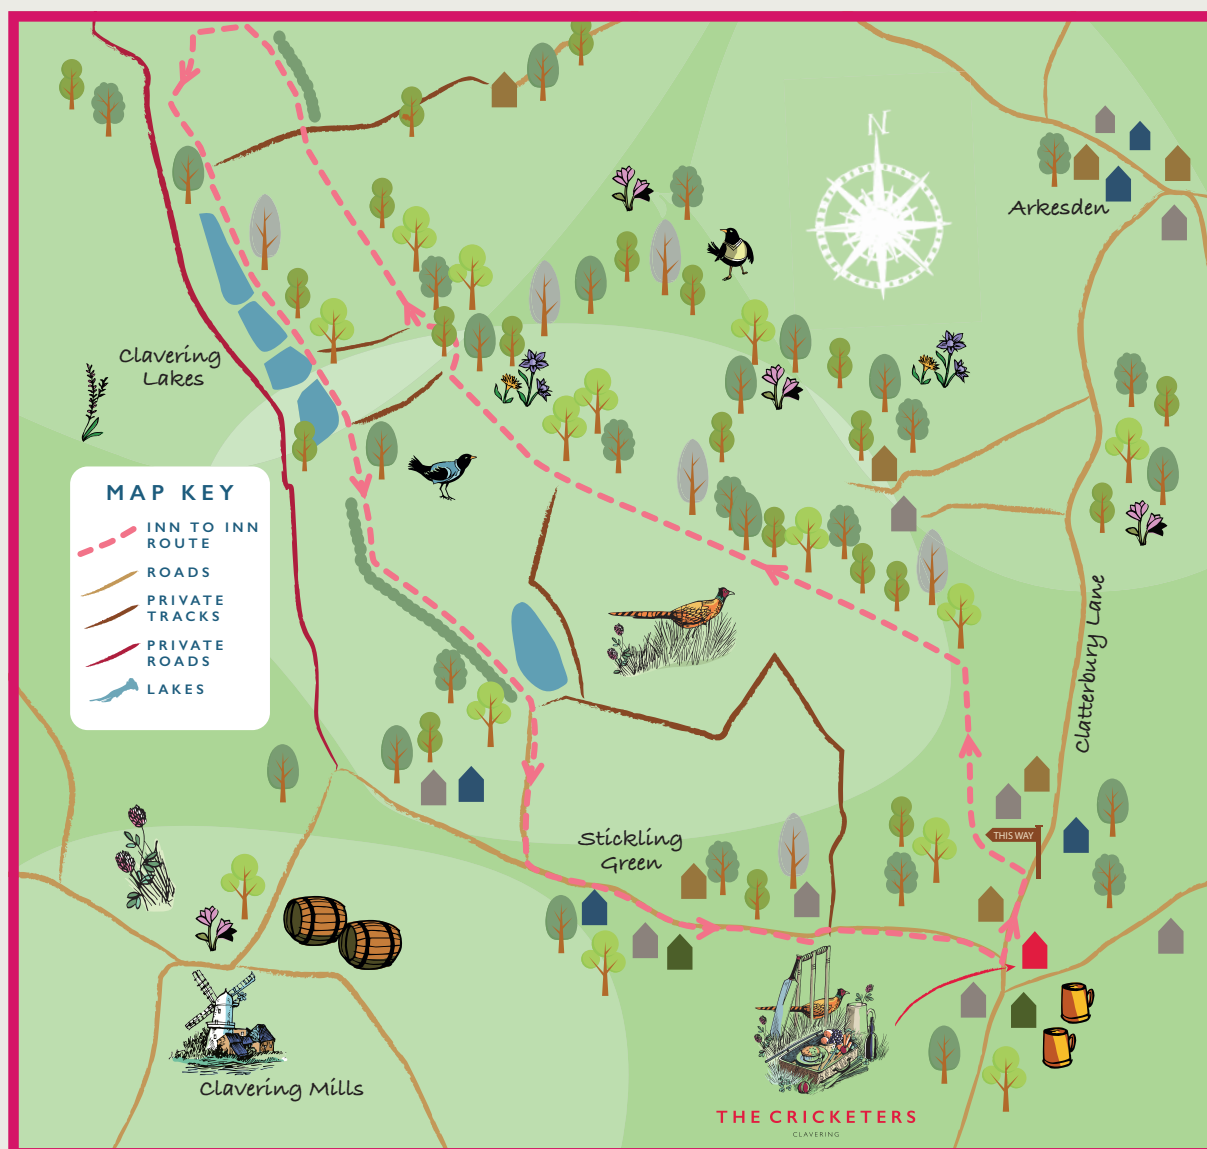 N
Arkesden
Clavering
Lakes
MAP KEY
INN TO INN
ROUTE
ROADS
PRIVATE
TRACKS
PRIVATE
ROADS
LAKES
Clatterbury Lane
THIS WAY
Stickling
Green
Clavering Mills
THE CRICKETERS
CLAVERING